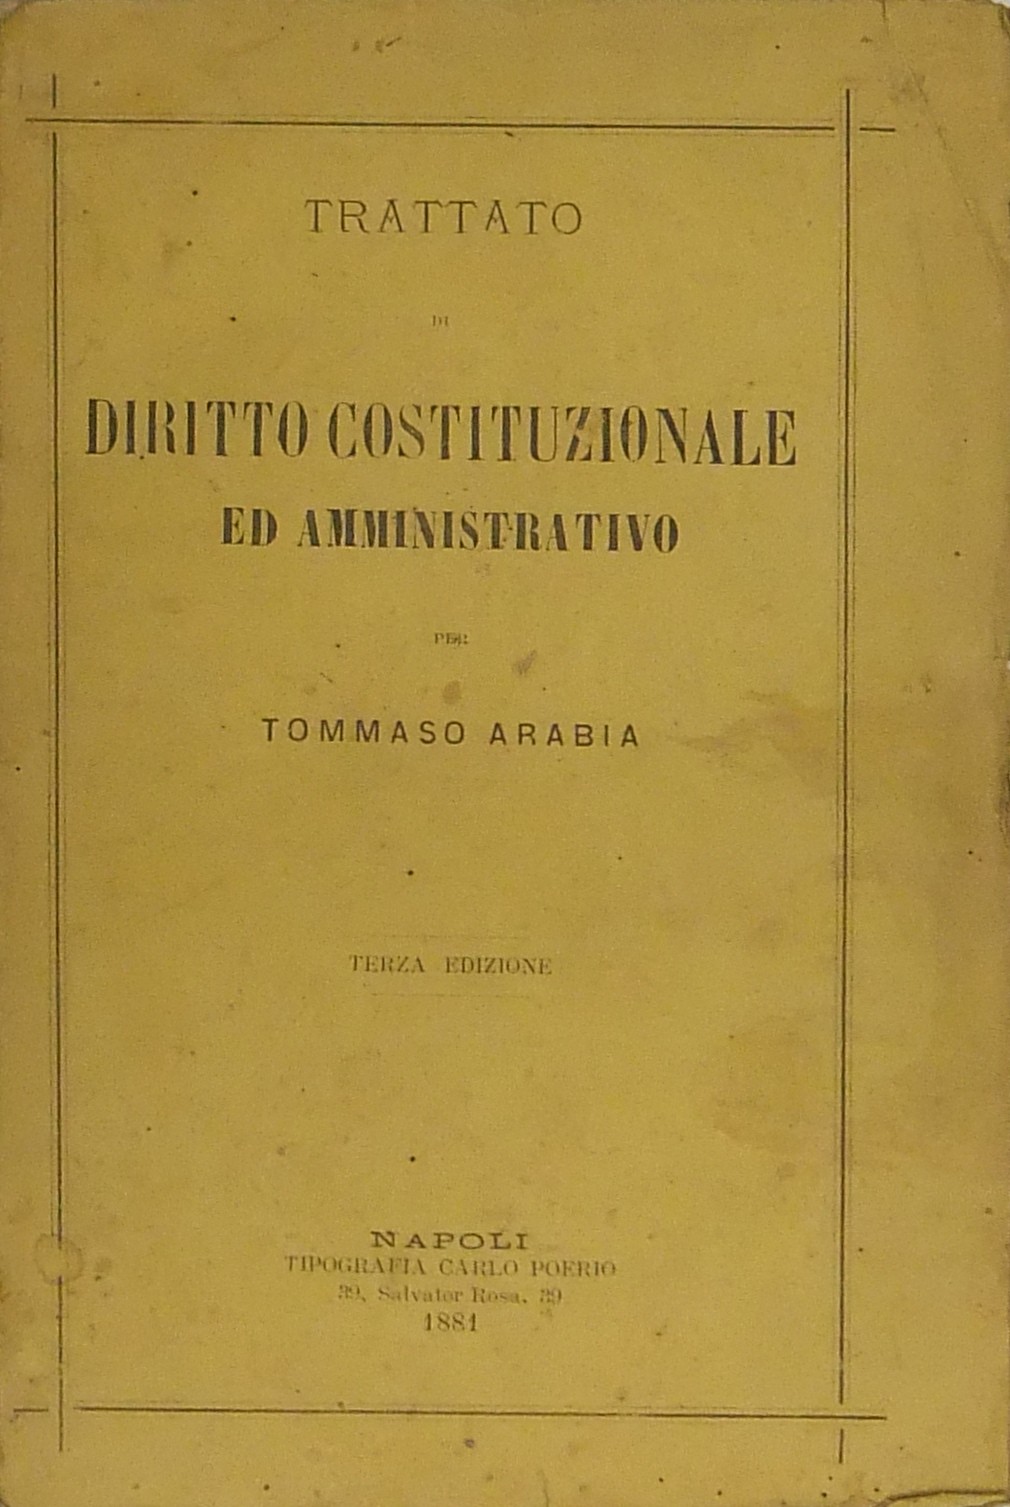 TRATTATO
DI
DIRITTO COSTITUZIONALE
ED AMMINISTRATIVO
PER
TOMMASO ARABIA
TERZA EDIZIONE
NAPOLI
TIPOGRAFIA CARLO POERIO
39, Salvator Rosa, 39
1881